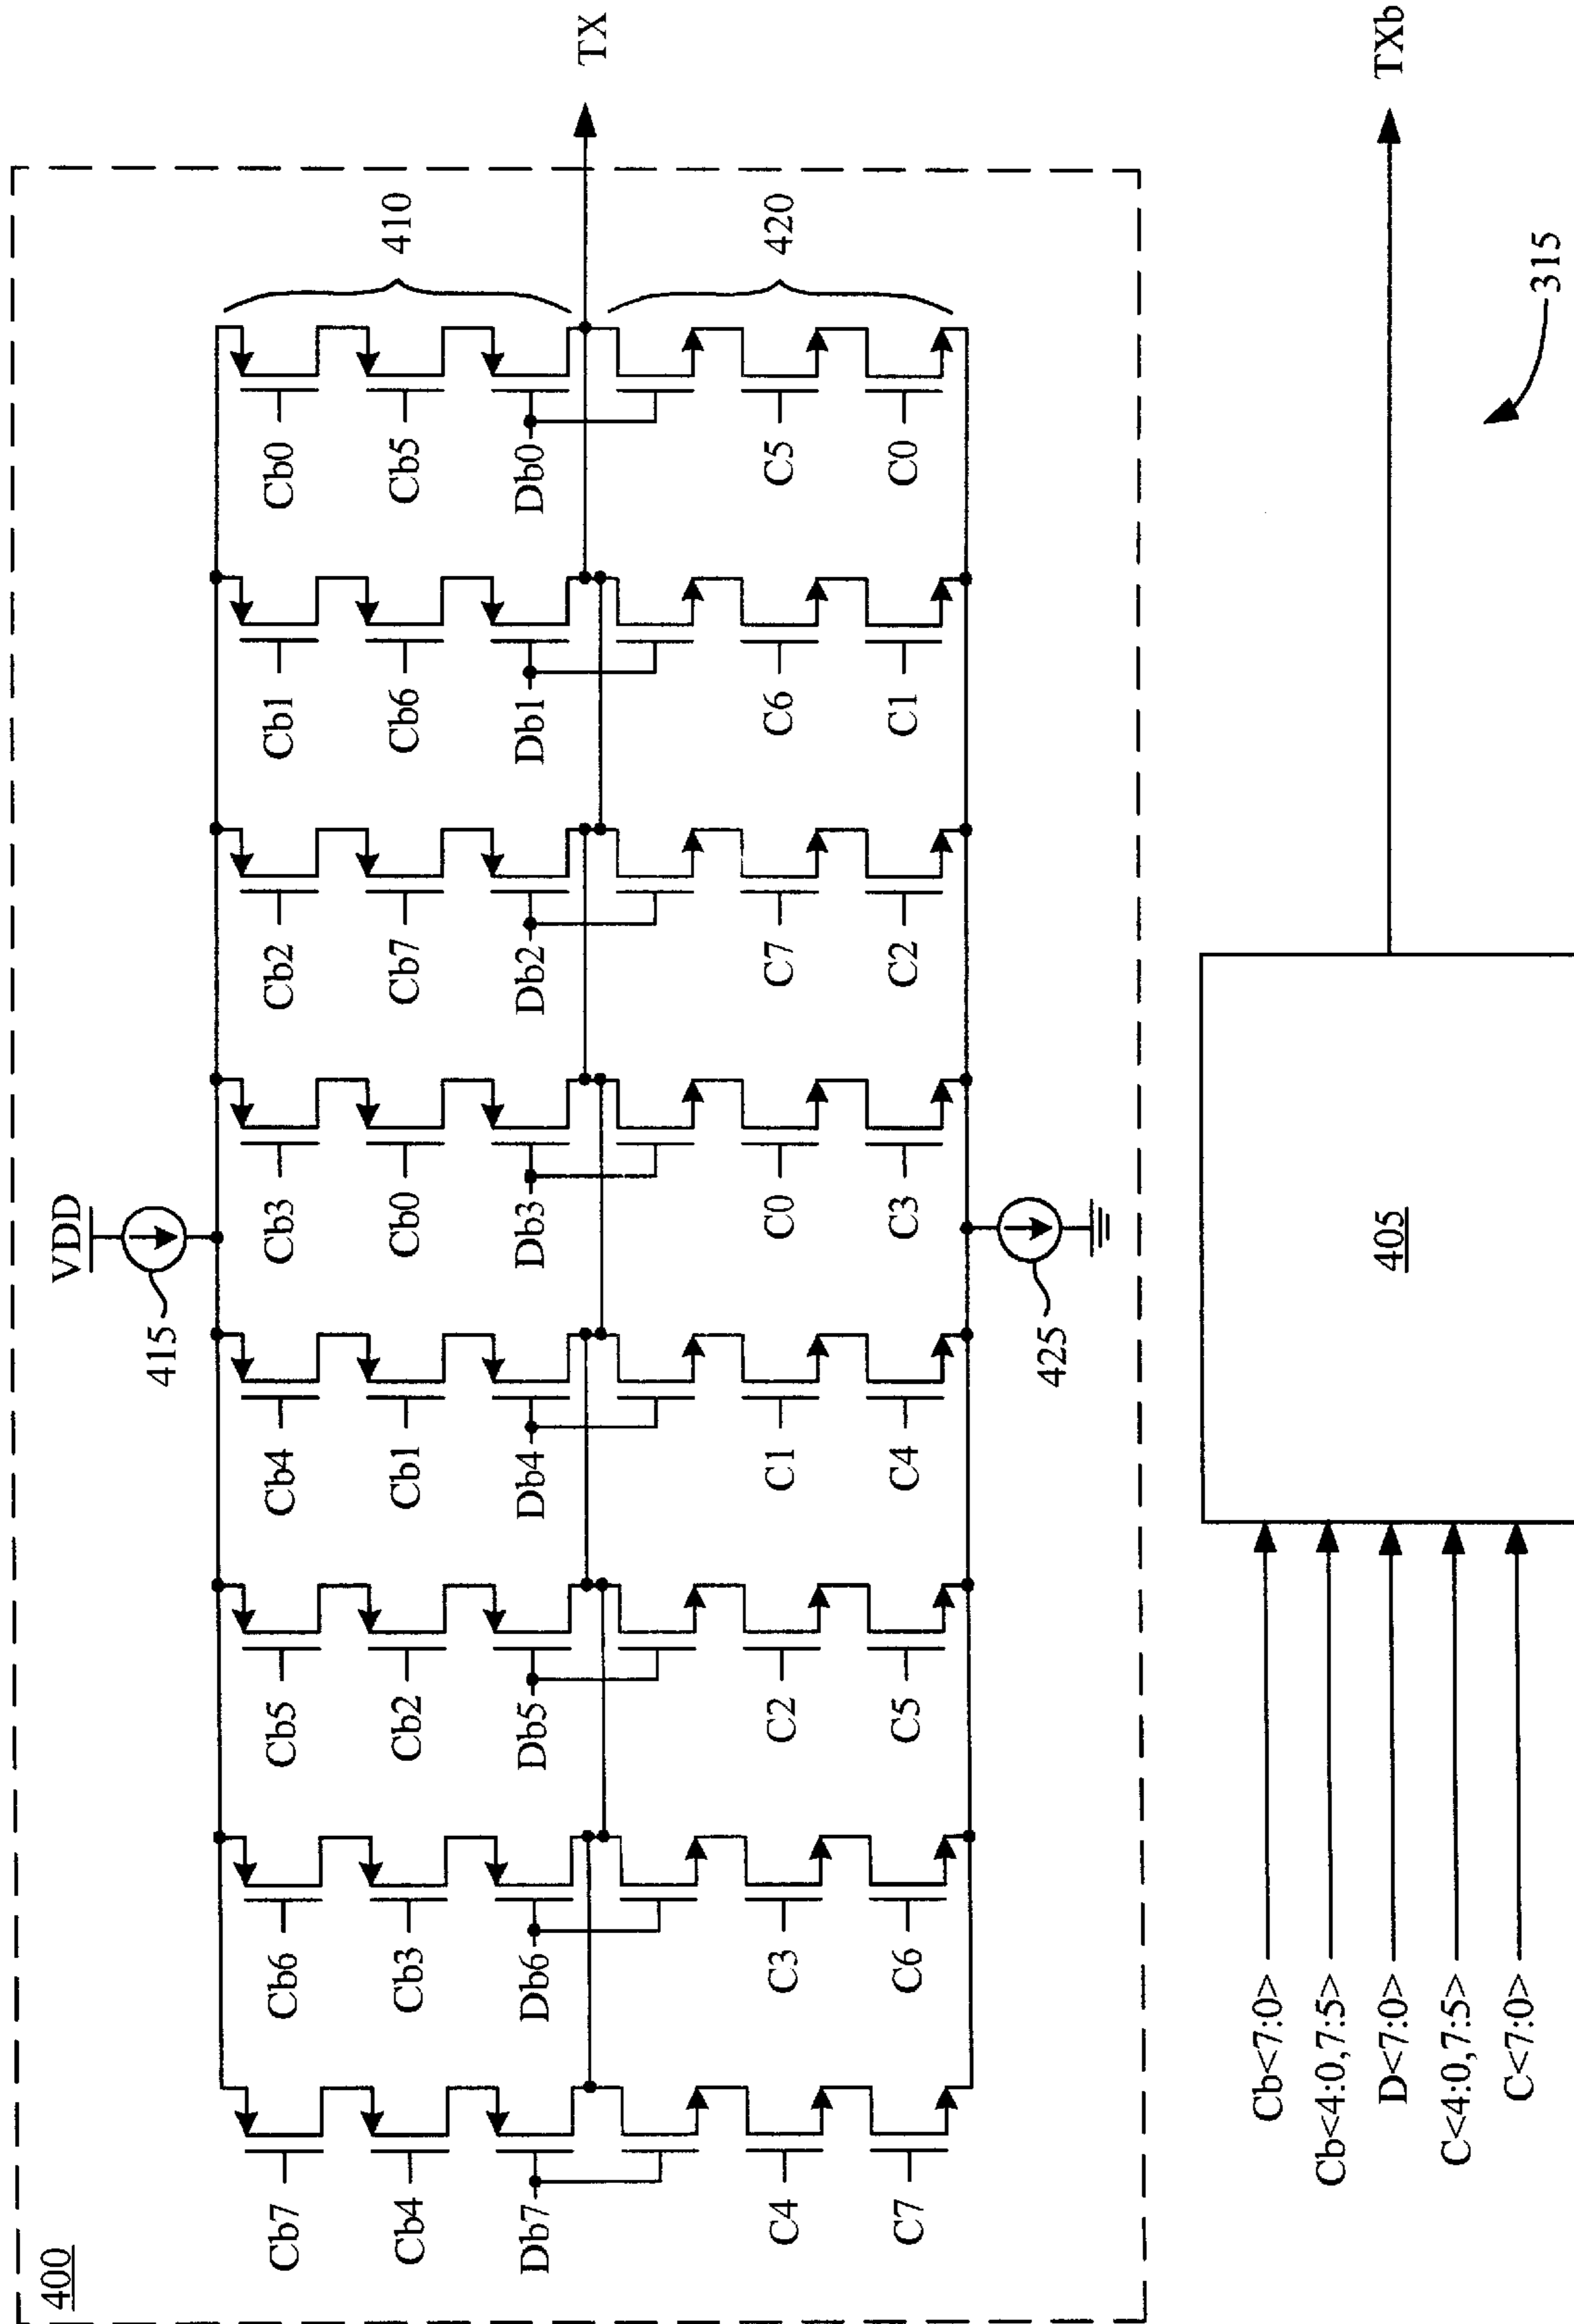 400
VDD
415
Cb7
Cb6
Cb5
Cb4
Cb3
Cb2
Cb1
Cb0
410
Cb4
Cb3
Cb2
Cb1
Cb0
Cb7
Cb6
Cb5
Db7
Db6
Db5
Db4
Db3
Db2
Db1
Db0
TX
420
C4
C3
C2
C1
C0
C7
C6
C5
C7
C6
C5
C4
C3
C2
C1
C0
425
Cb<7:0>
Cb<4:0,7:5>
D<7:0>
C<4:0,7:5>
C<7:0>
405
TXb
315